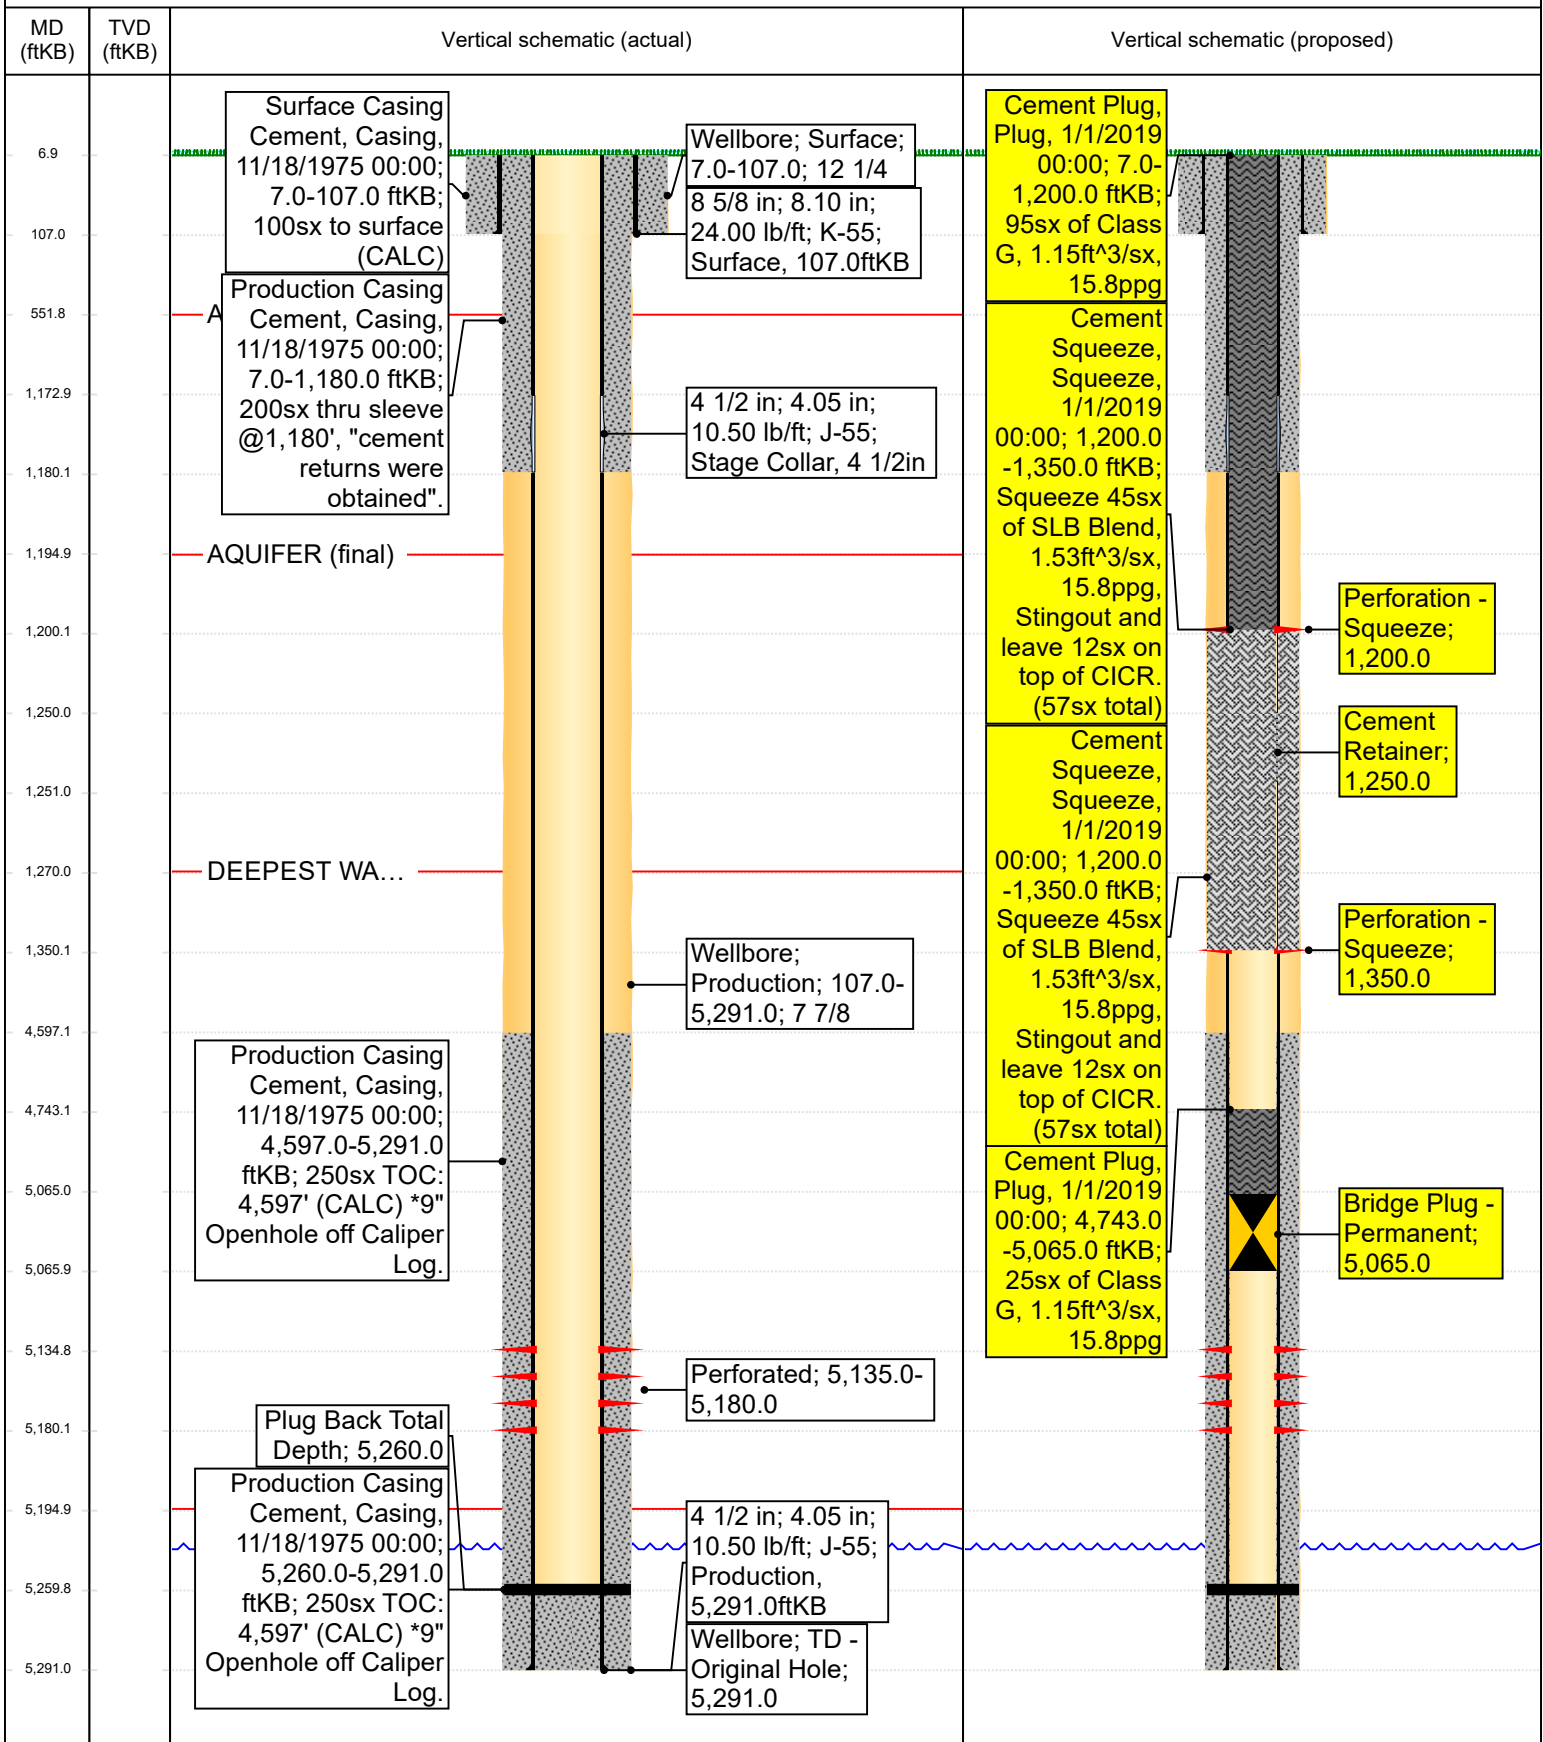 MD
(ftKB)
TVD
(ftKB)
Vertical schematic (actual)
Vertical schematic (proposed)
6.9
107.0
551.8
1,172.9
1,180.1
1,194.9
1,200.1
1,250.0
1,251.0
1,270.0
1,350.1
4,597.1
4,743.1
5,065.0
5,065.9
5,134.8
5,180.1
5,194.9
5,259.8
5,291.0
Surface Casing
Cement, Casing,
11/18/1975 00:00;
7.0-107.0 ftKB;
100sx to surface
(CALC)
A
Production Casing
Cement, Casing,
11/18/1975 00:00;
7.0-1,180.0 ftKB;
200sx thru sleeve
@1,180', "cement
returns were
obtained".
AQUIFER (final)
DEEPEST WA…
Production Casing
Cement, Casing,
11/18/1975 00:00;
4,597.0-5,291.0
ftKB; 250sx TOC:
4,597' (CALC) *9"
Openhole off Caliper
Log.
Plug Back Total
Depth; 5,260.0
Production Casing
Cement, Casing,
11/18/1975 00:00;
5,260.0-5,291.0
ftKB; 250sx TOC:
4,597' (CALC) *9"
Openhole off Caliper
Log.
Wellbore; Surface;
7.0-107.0; 12 1/4
8 5/8 in; 8.10 in;
24.00 lb/ft; K-55;
Surface, 107.0ftKB
4 1/2 in; 4.05 in;
10.50 lb/ft; J-55;
Stage Collar, 4 1/2in
Wellbore;
Production; 107.0-
5,291.0; 7 7/8
Perforated; 5,135.0-
5,180.0
4 1/2 in; 4.05 in;
10.50 lb/ft; J-55;
Production,
5,291.0ftKB
Wellbore; TD -
Original Hole;
5,291.0
Cement Plug,
Plug, 1/1/2019
00:00; 7.0-
1,200.0 ftKB;
95sx of Class
G, 1.15ft^3/sx,
15.8ppg
Cement
Squeeze,
Squeeze,
1/1/2019
00:00; 1,200.0
-1,350.0 ftKB;
Squeeze 45sx
of SLB Blend,
1.53ft^3/sx,
15.8ppg,
Stingout and
leave 12sx on
top of CICR.
(57sx total)
Cement
Squeeze,
Squeeze,
1/1/2019
00:00; 1,200.0
-1,350.0 ftKB;
Squeeze 45sx
of SLB Blend,
1.53ft^3/sx,
15.8ppg,
Stingout and
leave 12sx on
top of CICR.
(57sx total)
Cement Plug,
Plug, 1/1/2019
00:00; 4,743.0
-5,065.0 ftKB;
25sx of Class
G, 1.15ft^3/sx,
15.8ppg
Perforation -
Squeeze;
1,200.0
Cement
Retainer;
1,250.0
Perforation -
Squeeze;
1,350.0
Bridge Plug -
Permanent;
5,065.0